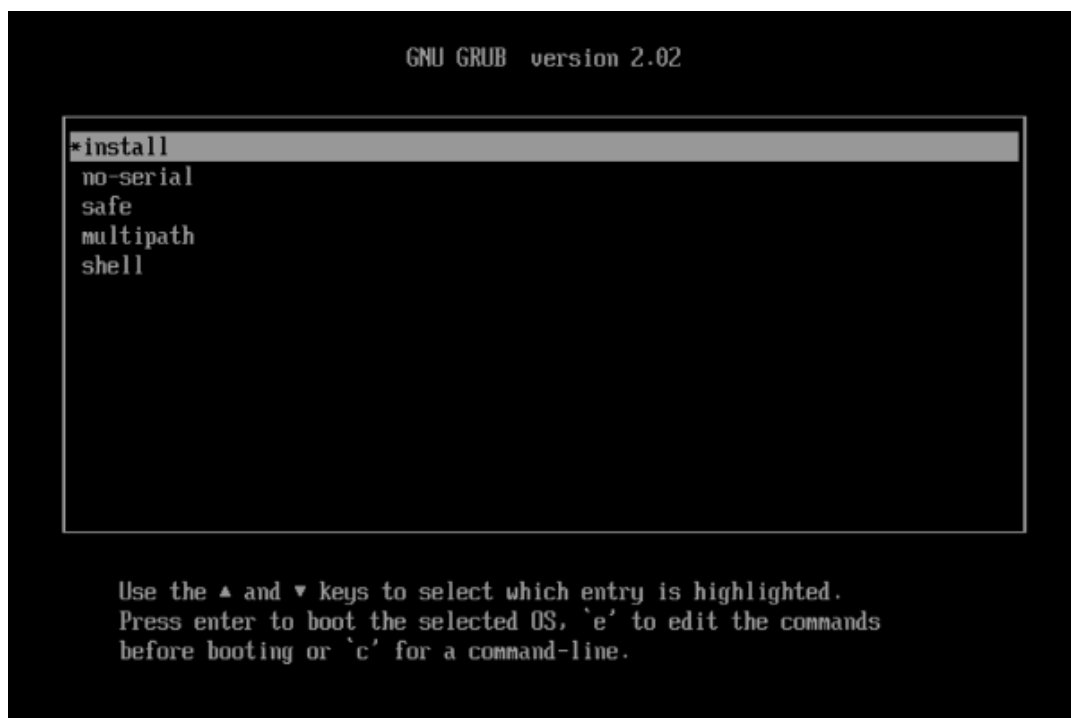 GNU GRUB  version 2.02
*install
no-serial
safe
multipath
shell
Use the ▲ and ▼ keys to select which entry is highlighted.
Press enter to boot the selected OS, `e' to edit the commands
before booting or `c' for a command-line.